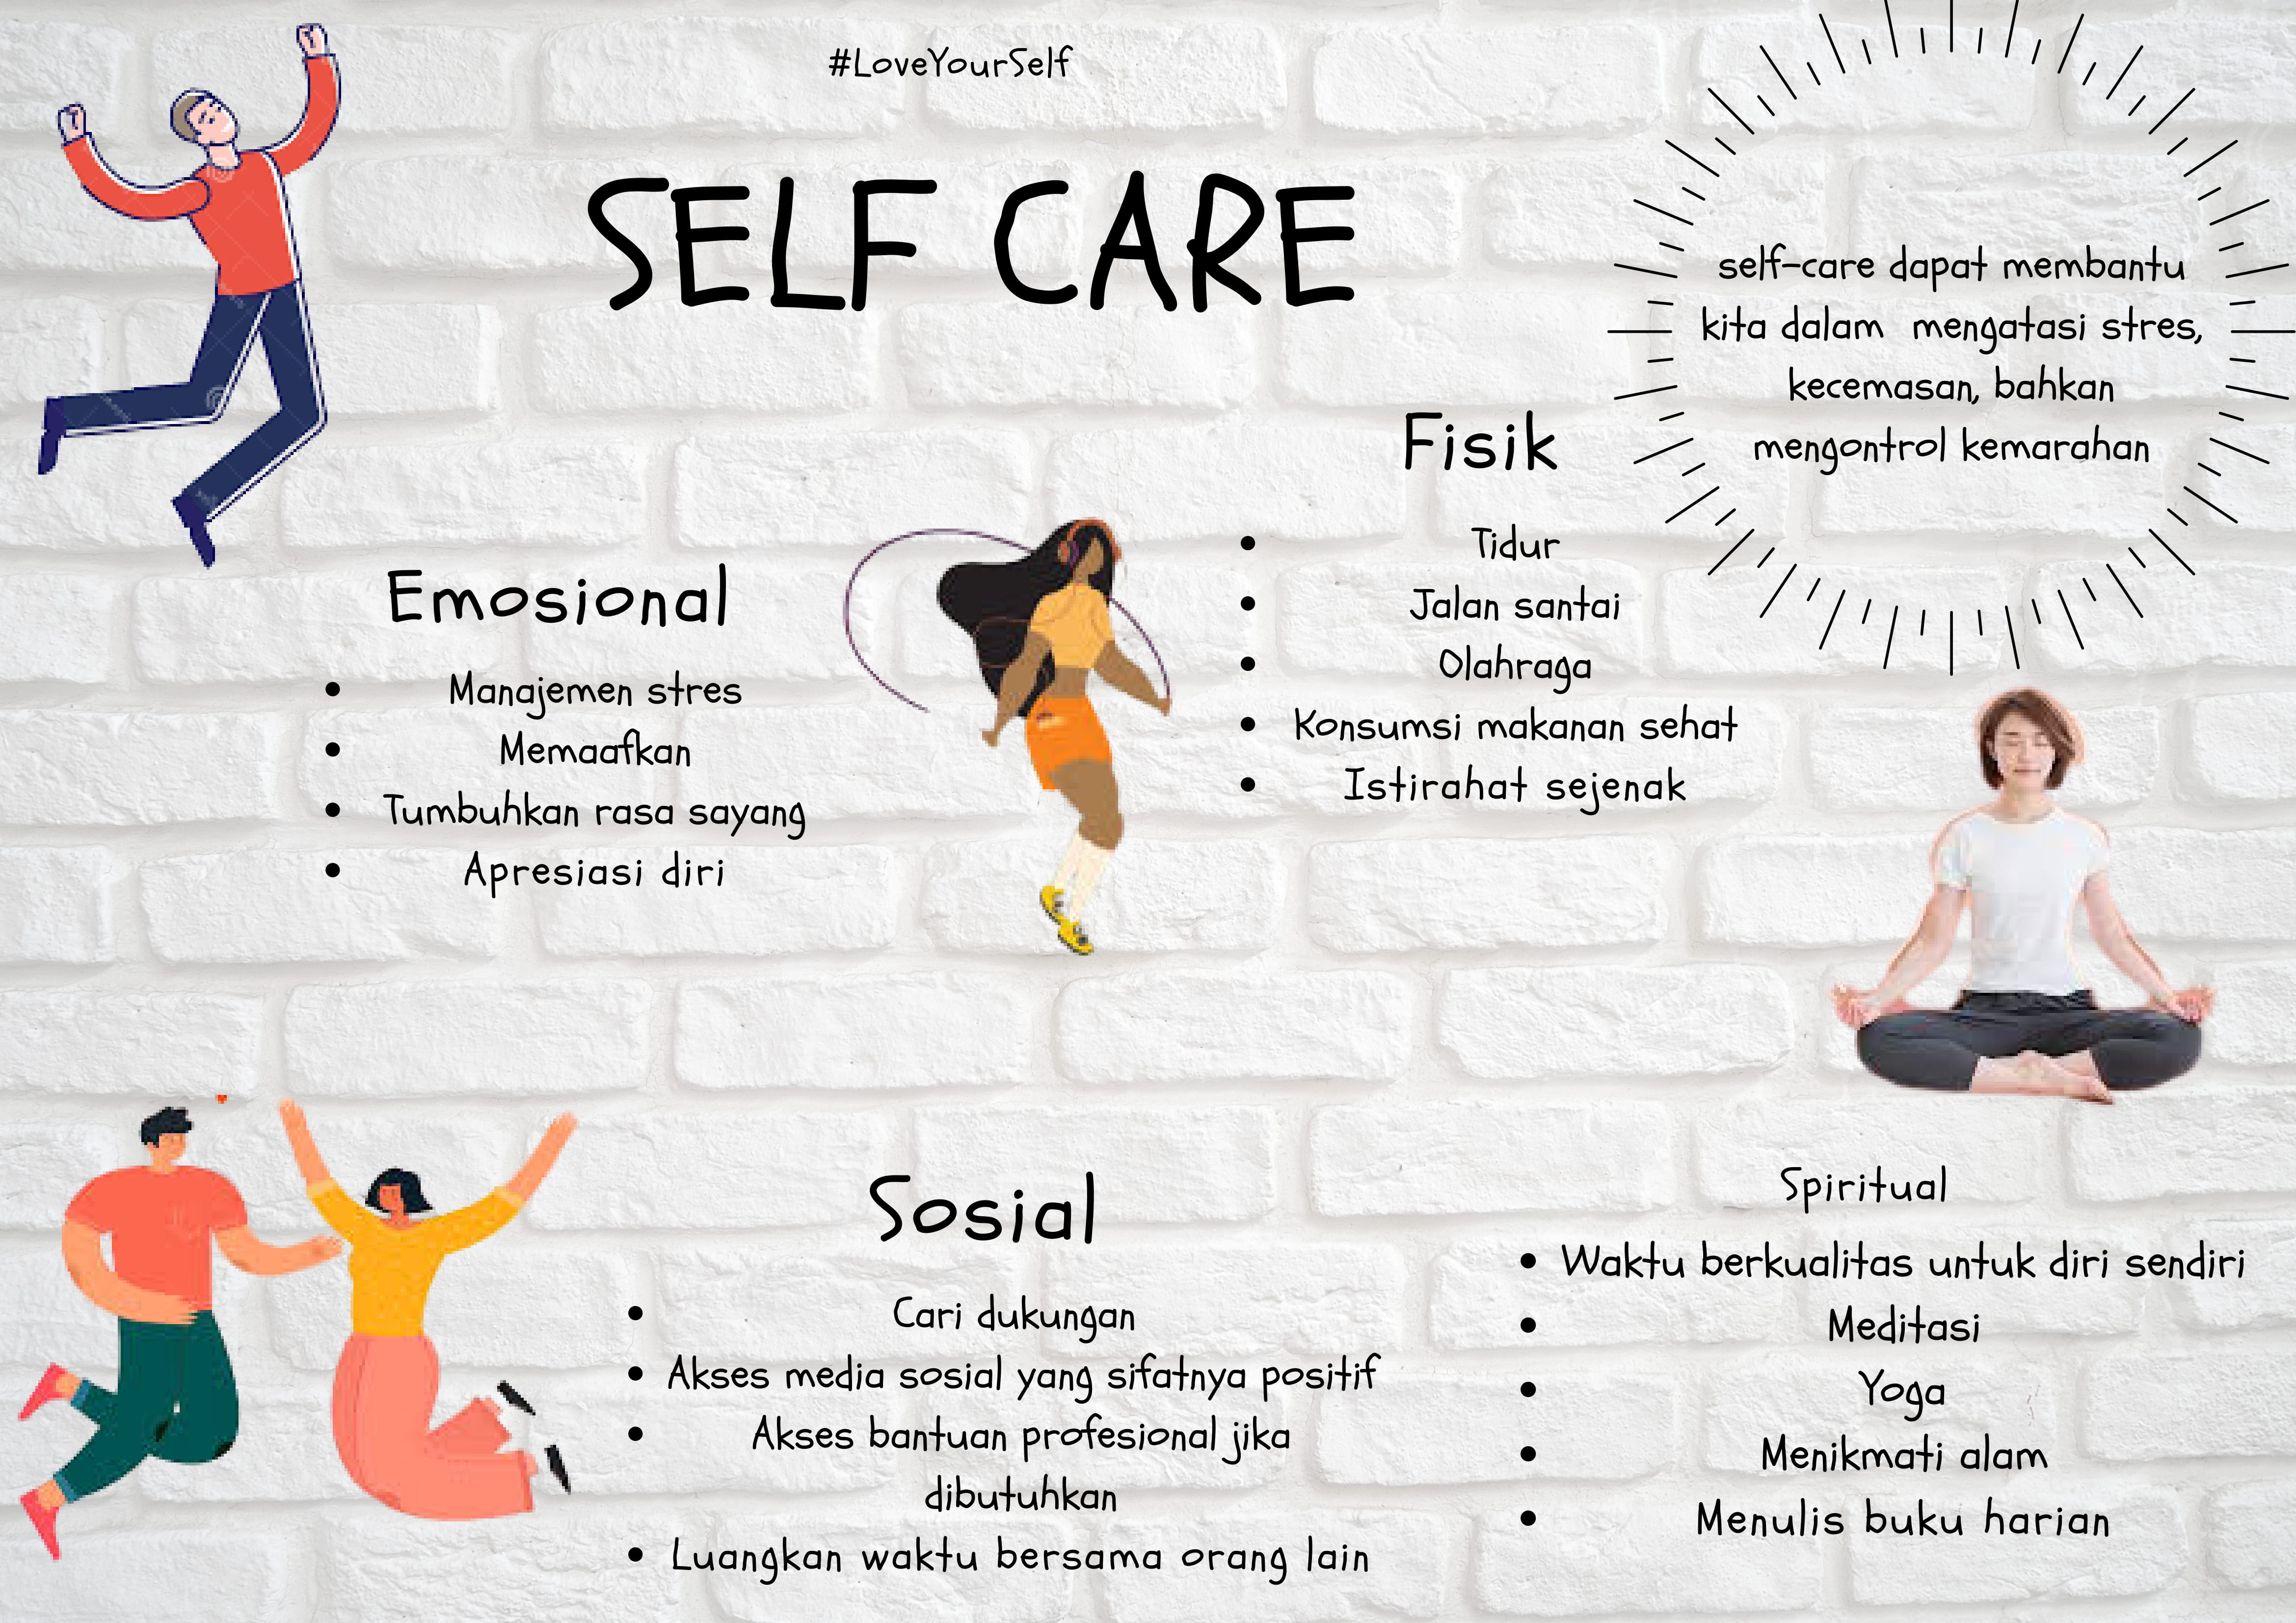 #LoveYourSelf
SELF CARE
self-care dapat membantu
kita dalam mengatasi stres,
kecemasan, bahkan
mengontrol kemarahan
Emosional
• Manajemen stres
• Memaafkan
• Tumbuhkan rasa sayang
• Apresiasi diri
Fisik
• Tidur
• Jalan santai
• Olahraga
• Konsumsi makanan sehat
• Istirahat sejenak
Sosial
• Cari dukungan
• Akses media sosial yang sifatnya positif
• Akses bantuan profesional jika
dibutuhkan
• Luangkan waktu bersama orang lain
Spiritual
• Waktu berkualitas untuk diri sendiri
• Meditasi
• Yoga
• Menikmati alam
• Menulis buku harian